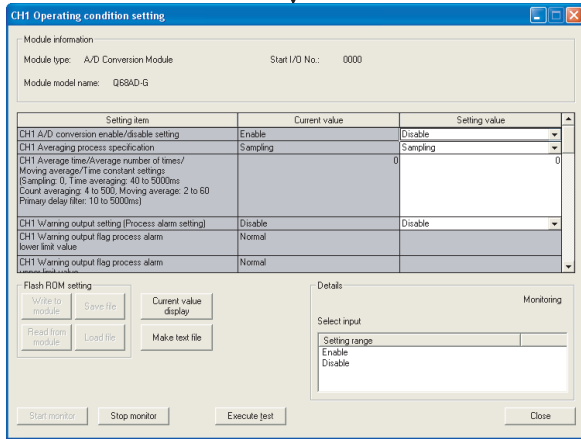 CH1 Operating condition setting
Module information
Module type: A/D Conversion Module Start I/O No.: 0000
Module model name: Q68AD-G
Setting item Current value Setting value
CH1 A/D conversion enable/disable setting Enable Disable
CH1 Averaging process specification Sampling Sampling
CH1 Average time/Average number of times/ 0 0
Moving average/Time constant settings
(Sampling: 0, Time averaging: 40 to 5000ms
Count averaging: 4 to 500, Moving average: 2 to 60
Primary delay filter: 10 to 5000ms)
CH1 Warning output setting (Process alarm setting) Disable Disable
CH1 Warning output flag process alarm Normal
lower limit value
CH1 Warning output flag process alarm Normal
upper limit value
Flash ROM setting
Write to
module
Save file
Current value
display
Read from
module
Load file
Make text file
Details
Monitoring
Select input
Setting range
Enable
Disable
Start monitor Stop monitor Execute test Close